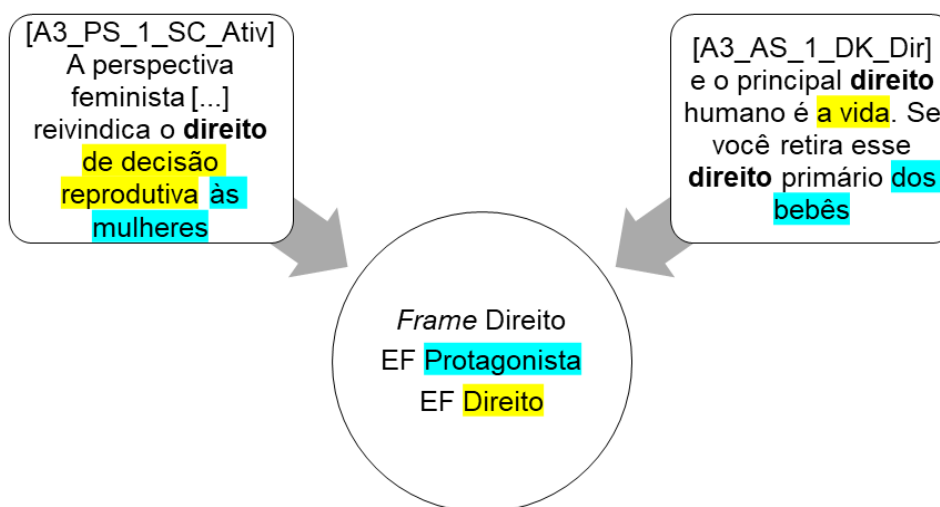 [A3_PS_1_SC_Ativ]
A perspectiva
feminista [...]
reivindica o direito
de decisão
reprodutiva às
mulheres
[A3_AS_1_DK_Dir]
e o principal direito
humano é a vida. Se
você retira esse
direito primário dos
bebês
Frame Direito
EF Protagonista
EF Direito